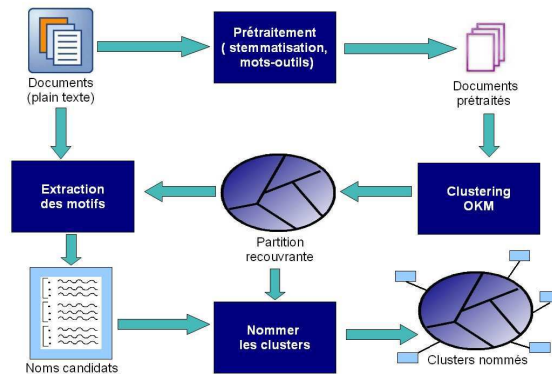 Prétraitement
( stemmatisation,
mots-outils)
Documents
(plain texte)
Documents
prétraités
Extraction
des motifs
Clustering
OKM
Partition
recouvrante
Nommer
les clusters
Noms candidats
Clusters nommés